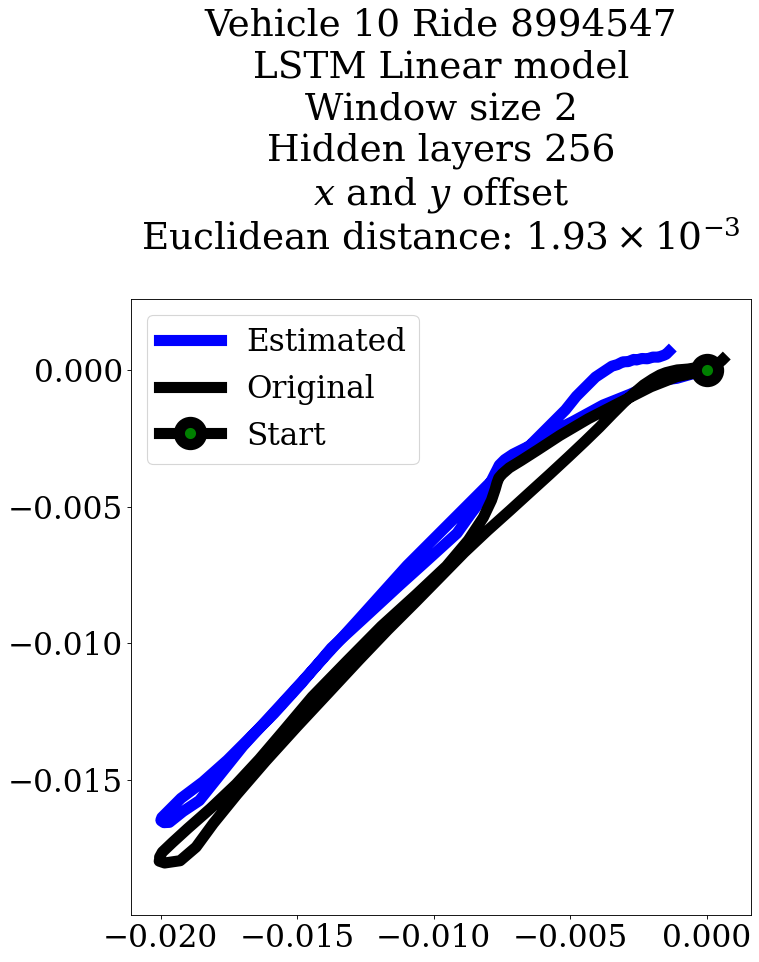 Vehicle 10 Ride 8994547
LSTM Linear model
Window size 2
Hidden layers 256
x and y offset
Euclidean distance: 1.93 × 10⁻³
Estimated
Original
Start
0.000
−0.005
−0.010
−0.015
−0.020 −0.015 −0.010 −0.005 0.000